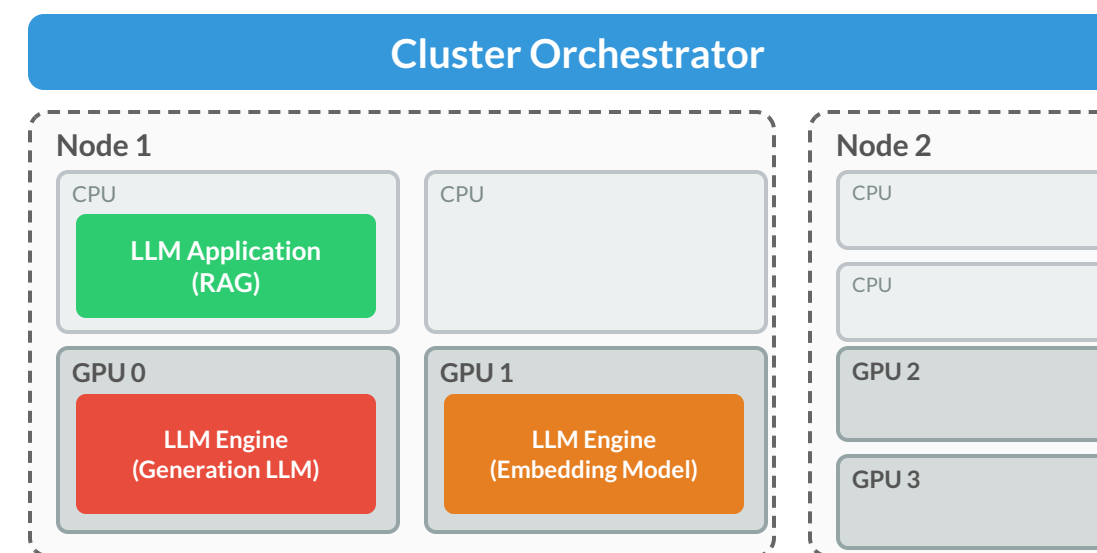 Cluster Orchestrator
Node 1
CPU
LLM Application
(RAG)
CPU
GPU 0
LLM Engine
(Generation LLM)
GPU 1
LLM Engine
(Embedding Model)
Node 2
CPU
CPU
GPU 2
GPU 3